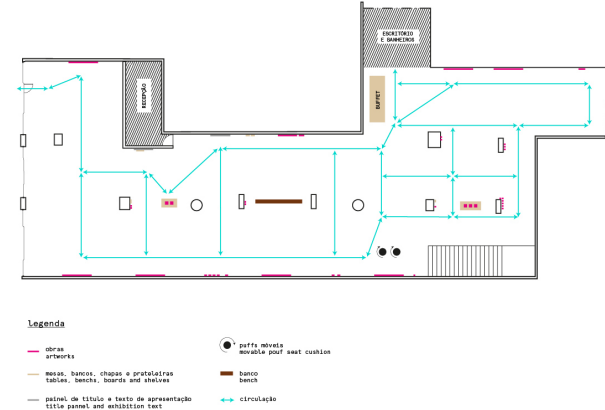 ESCRITÓRIO
E BANHEIROS
RECEPÇÃO
BUFFET
legenda
obras
artworks
mesas, bancos, chapas e prateleiras
tables, benchs, boards and shelves
painel de título e texto de apresentação
title pannel and exhibition text
puffs móveis
movable pouf seat cushion
banco
bench
circulação